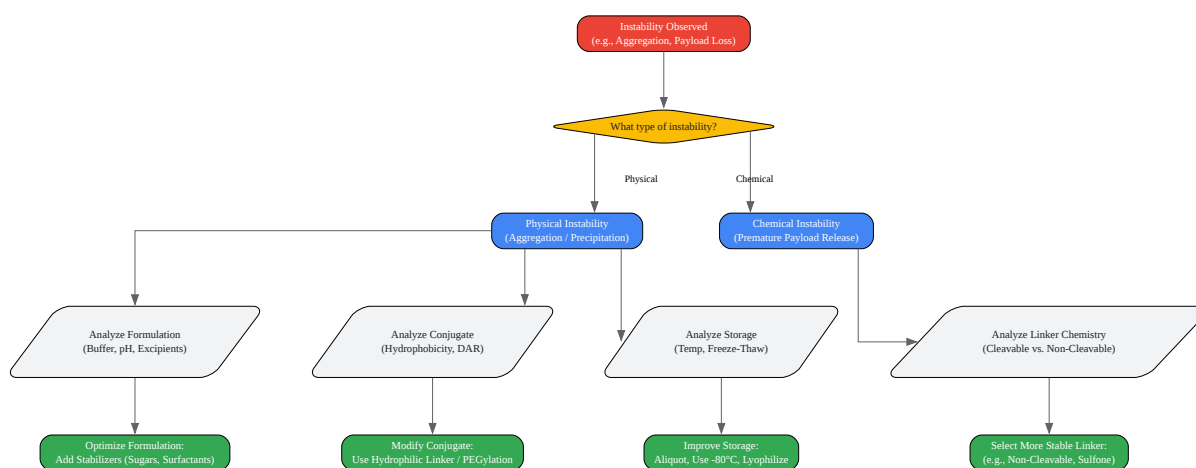 Instability Observed
(e.g., Aggregation, Payload Loss)
What type of instability?
Physical
Chemical
Physical Instability
(Aggregation / Precipitation)
Chemical Instability
(Premature Payload Release)
Analyze Formulation
(Buffer, pH, Excipients)
Analyze Conjugate
(Hydrophobicity, DAR)
Analyze Storage
(Temp, Freeze-Thaw)
Analyze Linker Chemistry
(Cleavable vs. Non-Cleavable)
Optimize Formulation:
Add Stabilizers (Sugars, Surfactants)
Modify Conjugate:
Use Hydrophilic Linker / PEGylation
Improve Storage:
Aliquot, Use -80°C, Lyophilize
Select More Stable Linker:
(e.g., Non-Cleavable, Sulfone)